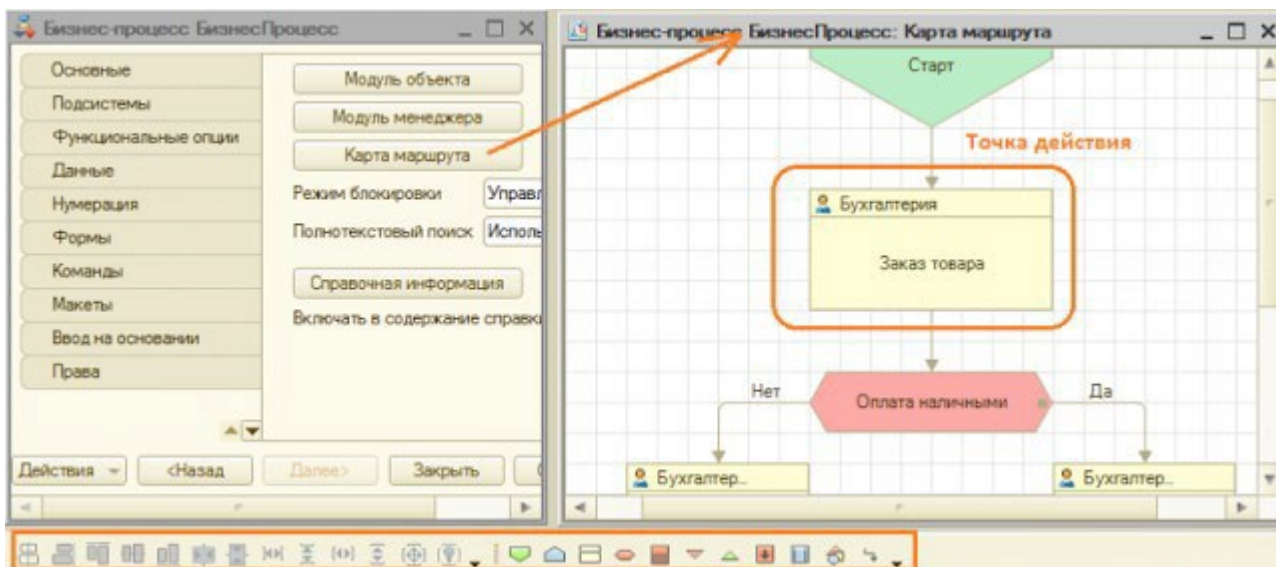 Бизнес-процесс БизнесПроцесс
Основные
Подсистемы
Функциональные опции
Данные
Нумерация
Формы
Команды
Макеты
Ввод на основании
Права
Модуль объекта
Модуль менеджера
Карта маршрута
Режим блокировки Управл
Полнотекстовый поиск Исполь
Справочная информация
Включать в содержание справки
Действия <Назад Далее> Закрыть
Бизнес-процесс БизнесПроцесс: Карта маршрута
Старт
Точка действия
Бухгалтерия
Заказ товара
Нет Оплата наличными Да
Бухгалтер... Бухгалтер...